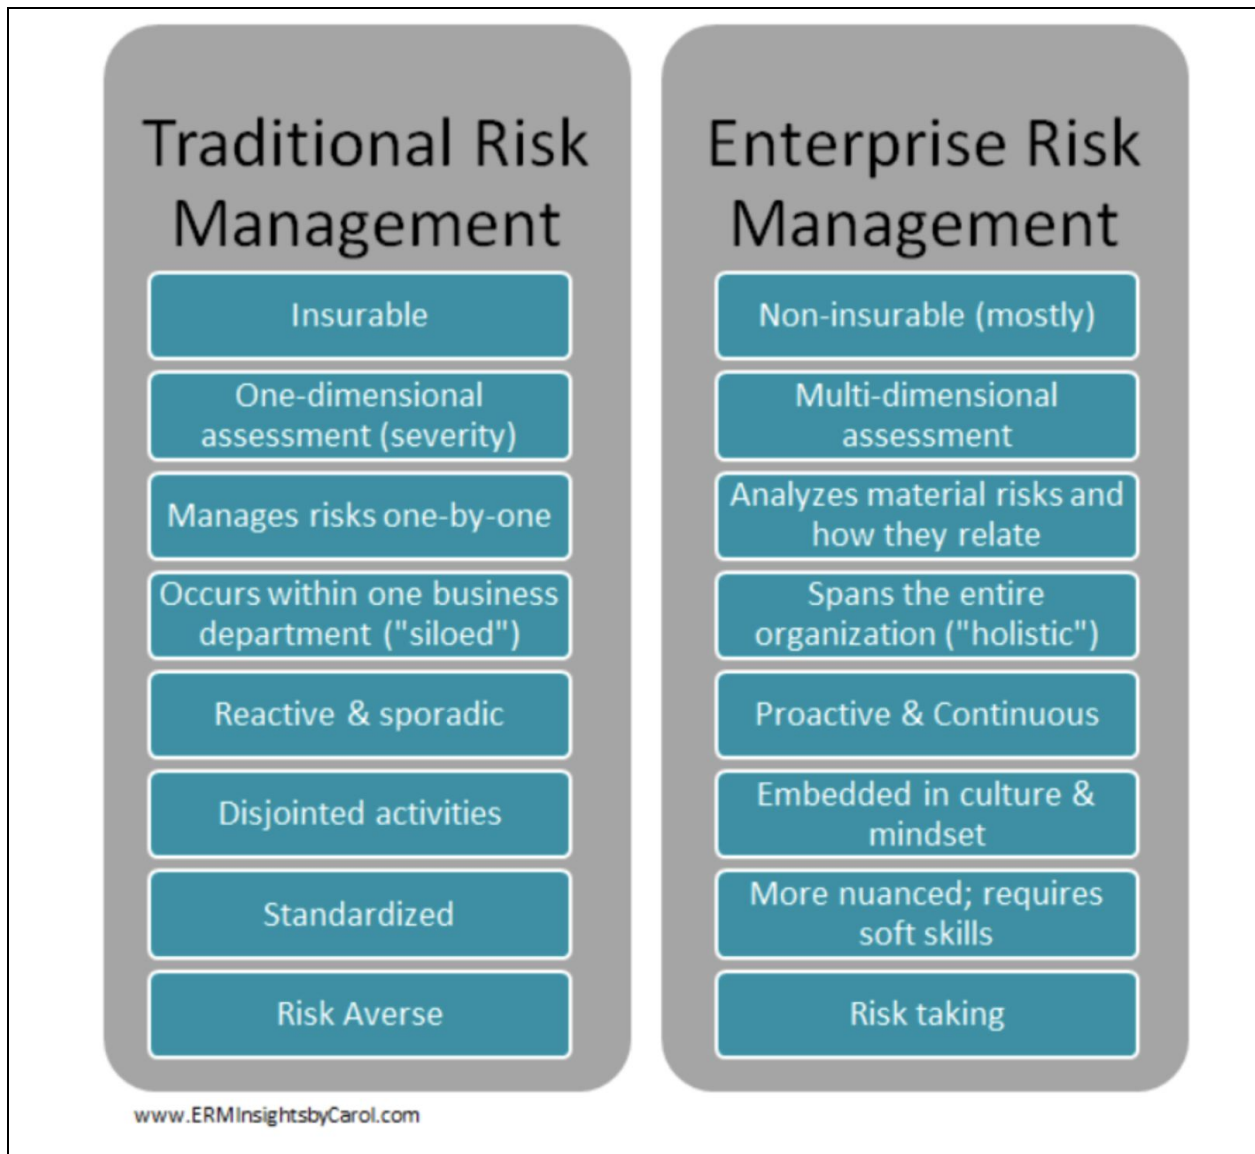 Traditional Risk
Management
Insurable
One-dimensional
assessment (severity)
Manages risks one-by-one
Occurs within one business
department ("siloed")
Reactive & sporadic
Disjointed activities
Standardized
Risk Averse
Enterprise Risk
Management
Non-insurable (mostly)
Multi-dimensional
assessment
Analyzes material risks and
how they relate
Spans the entire
organization ("holistic")
Proactive & Continuous
Embedded in culture &
mindset
More nuanced; requires
soft skills
Risk taking
www.ERMInsightsbyCarol.com